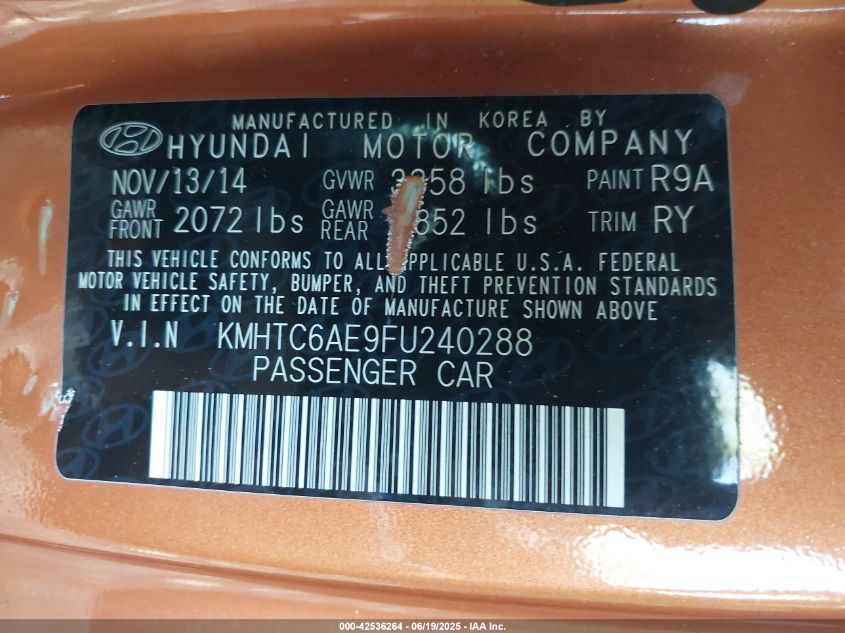 MANUFACTURED IN KOREA BY
HYUNDAI MOTOR COMPANY
NOV/13/14 GVWR lbs PAINT R9A
GAWR FRONT 2072 lbs GAWR REAR lbs TRIM RY
THIS VEHICLE CONFORMS TO ALL APPLICABLE U.S.A. FEDERAL
MOTOR VEHICLE SAFETY, BUMPER, AND THEFT PREVENTION STANDARDS
IN EFFECT ON THE DATE OF MANUFACTURE SHOWN ABOVE
V.I.N KMHTC6AE9FU240288
PASSENGER CAR
000-42536264 - 06/19/2025 - IAA Inc.